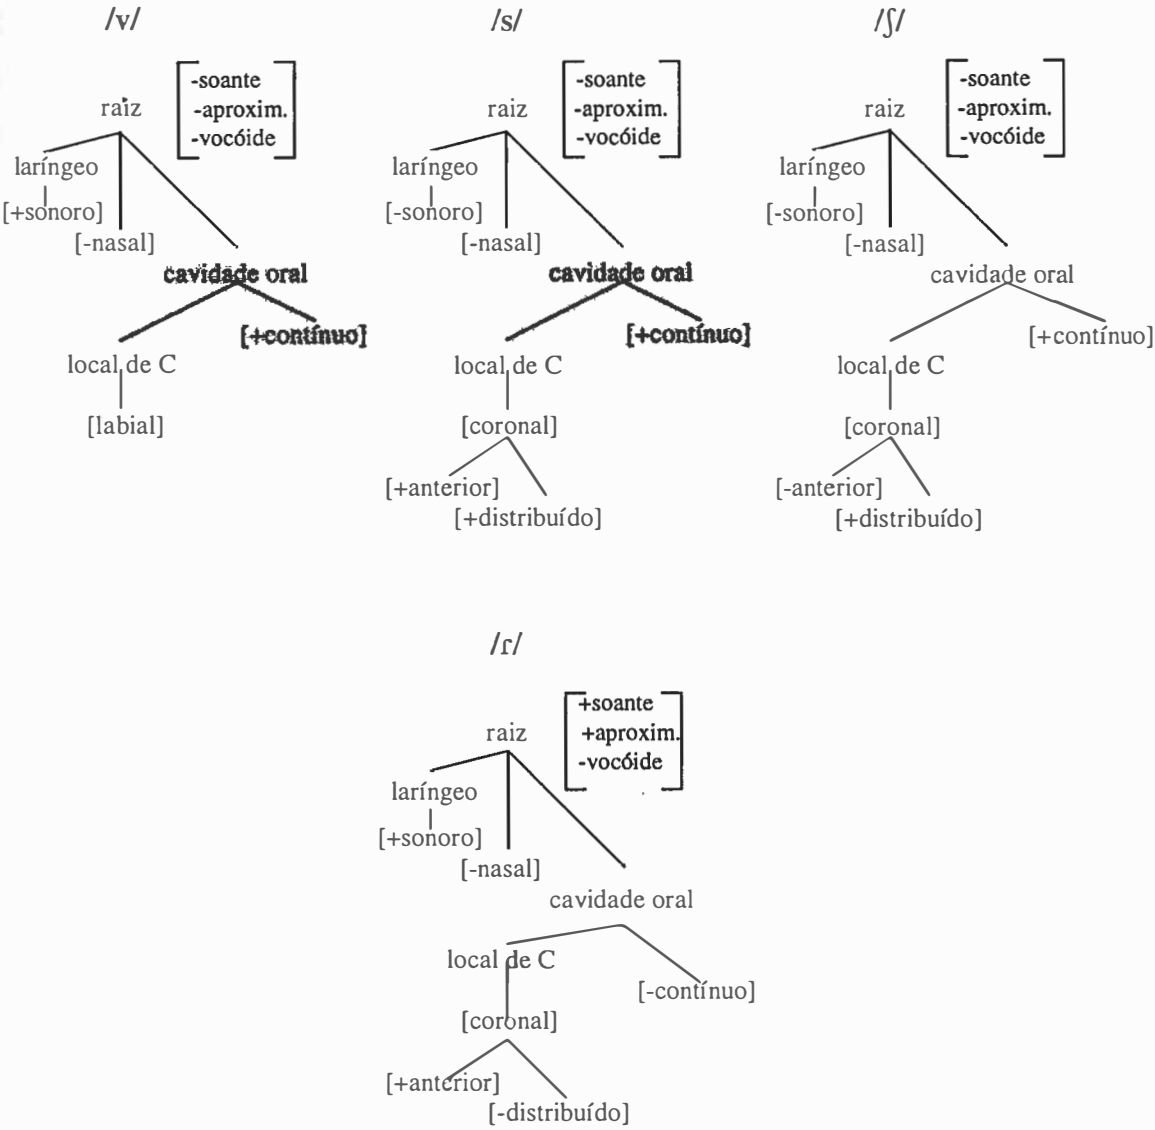 /v/
-soante
-aproxim.
-vocóide
raiz
laríngeo
[+sonoro]
[-nasal]
cavidade oral
[+contínuo]
local de C
[labial]
/s/
-soante
-aproxim.
-vocóide
raiz
laríngeo
[-sonoro]
[-nasal]
cavidade oral
[+contínuo]
local de C
[coronal]
[+anterior]
[+distribuído]
/ʃ/
-soante
-aproxim.
-vocóide
raiz
laríngeo
[-sonoro]
[-nasal]
cavidade oral
[+contínuo]
local de C
[coronal]
[-anterior]
[+distribuído]
/ɾ/
+soante
+aproxim.
-vocóide
raiz
laríngeo
[+sonoro]
[-nasal]
cavidade oral
local de C
[-contínuo]
[coronal]
[+anterior]
[-distribuído]